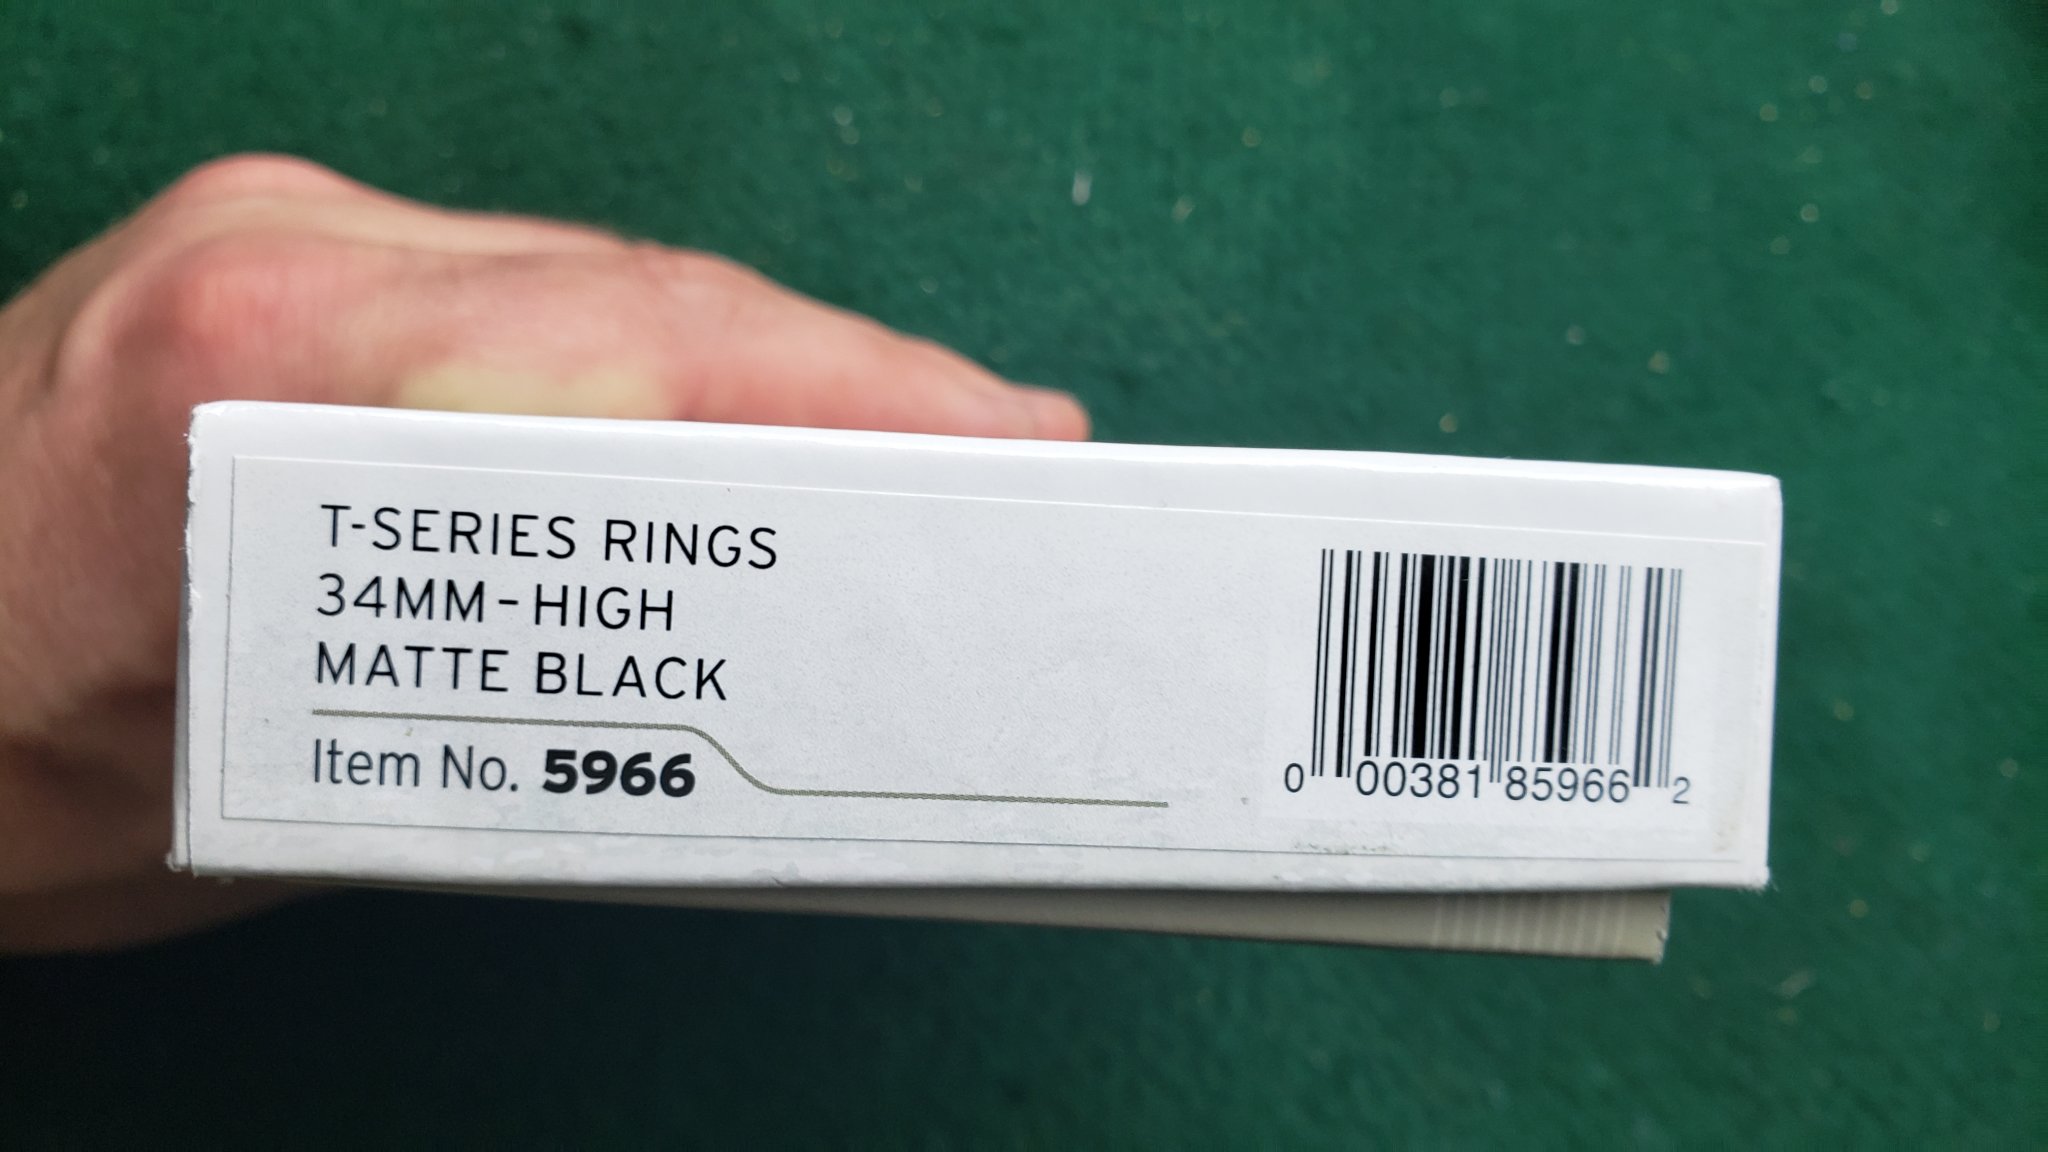 T-SERIES RINGS
34MM-HIGH
MATTE BLACK
Item No. 5966
0 00381 85966 2